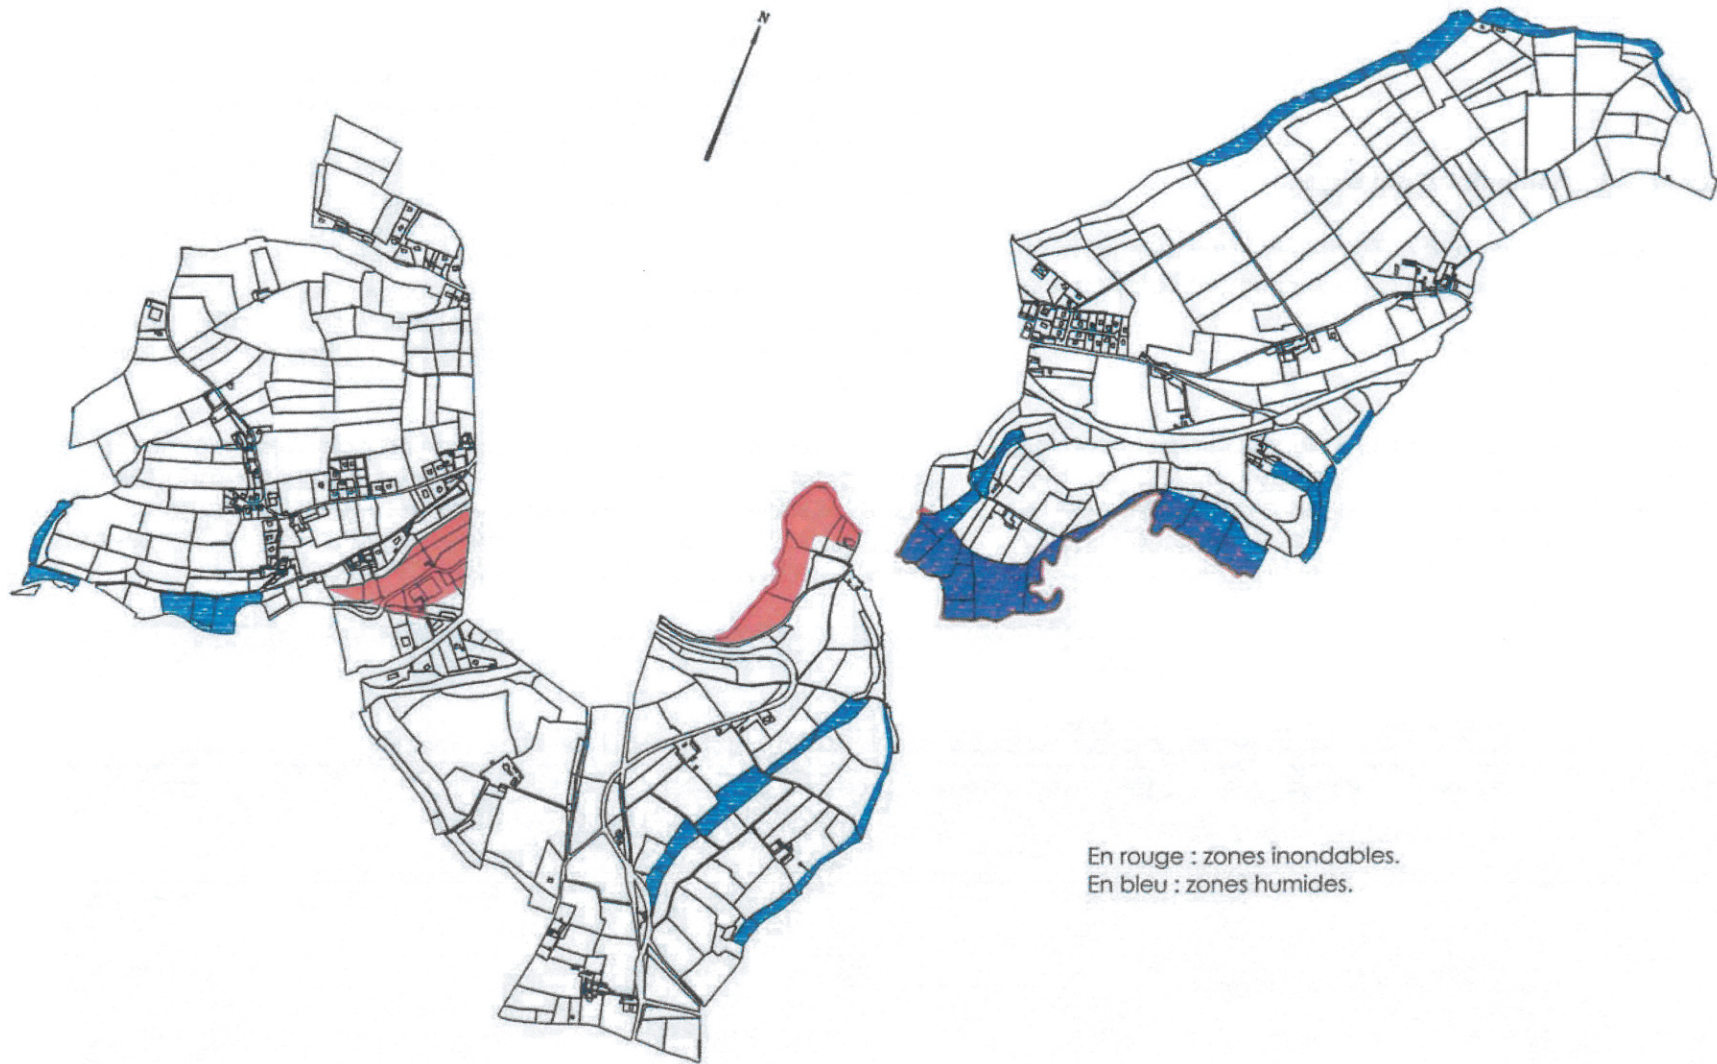 N
En rouge : zones inondables.
En bleu : zones humides.